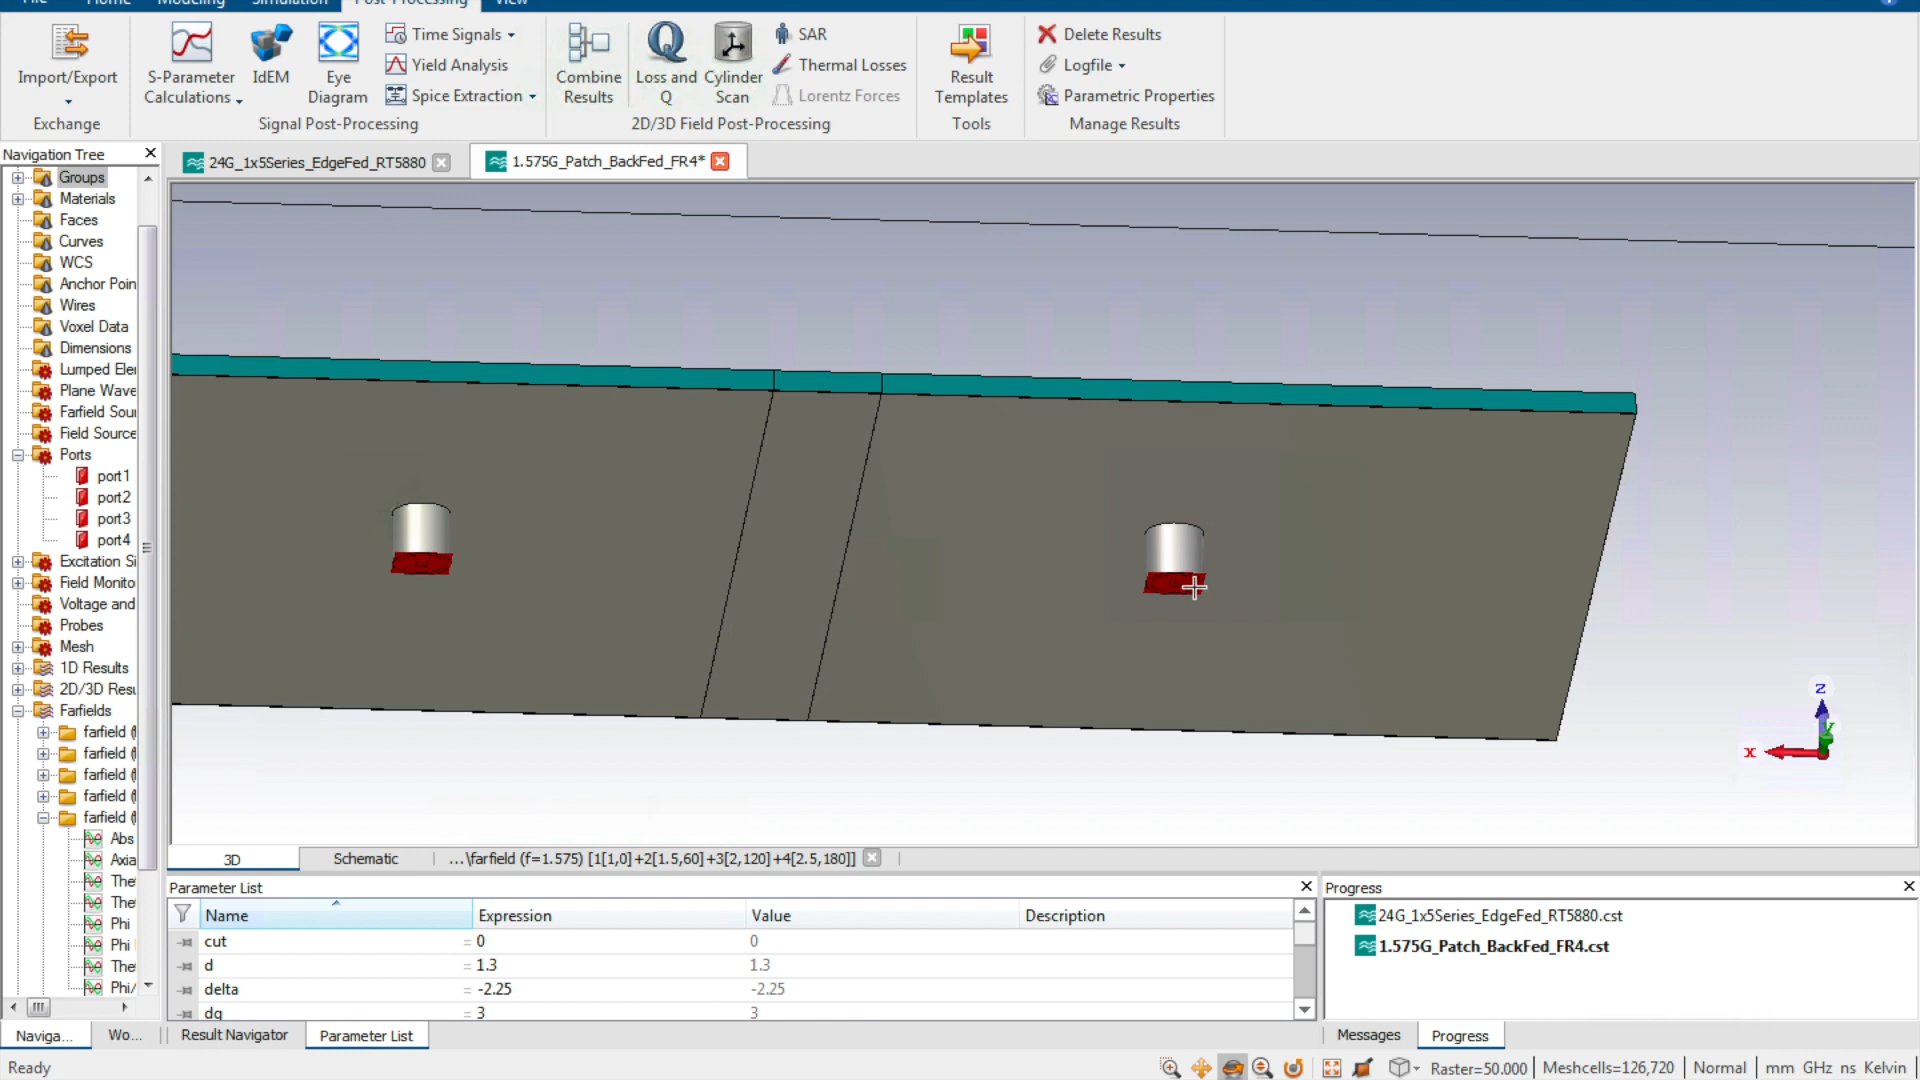 File Home Modeling Simulation Post-Processing View
Import/Export
Exchange
S-Parameter
Calculations
IdEM
Eye
Diagram
Time Signals
Yield Analysis
Spice Extraction
Signal Post-Processing
Combine
Results
Loss and
Q
Cylinder
Scan
SAR
Thermal Losses
Lorentz Forces
2D/3D Field Post-Processing
Result
Templates
Tools
Delete Results
Logfile
Parametric Properties
Manage Results
Navigation Tree
24G_1x5Series_EdgeFed_RT5880
1.575G_Patch_BackFed_FR4*
Groups
Materials
Faces
Curves
WCS
Anchor Poin
Wires
Voxel Data
Dimensions
Lumped Ele
Plane Wave
Farfield Sou
Field Source
Ports
port1
port2
port3
port4
Excitation Si
Field Monito
Voltage and
Probes
Mesh
1D Results
2D/3D Resu
Farfields
farfield (
farfield (
farfield (
farfield (
farfield (
Abs
Axia
The
The
Phi
Phi
The
Phi/
z
y
x
3D
Schematic
...\farfield (f=1.575) [1[1,0]+2[1.5,60]+3[2,120]+4[2.5,180]]
Parameter List
Name Expression Value Description
cut = 0 0
d = 1.3 1.3
delta = -2.25 -2.25
dg = 3 3
Progress
24G_1x5Series_EdgeFed_RT5880.cst
1.575G_Patch_BackFed_FR4.cst
Naviga... Wo... Result Navigator Parameter List
Messages Progress
Ready
Raster=50.000 Meshcells=126,720 Normal mm GHz ns Kelvin